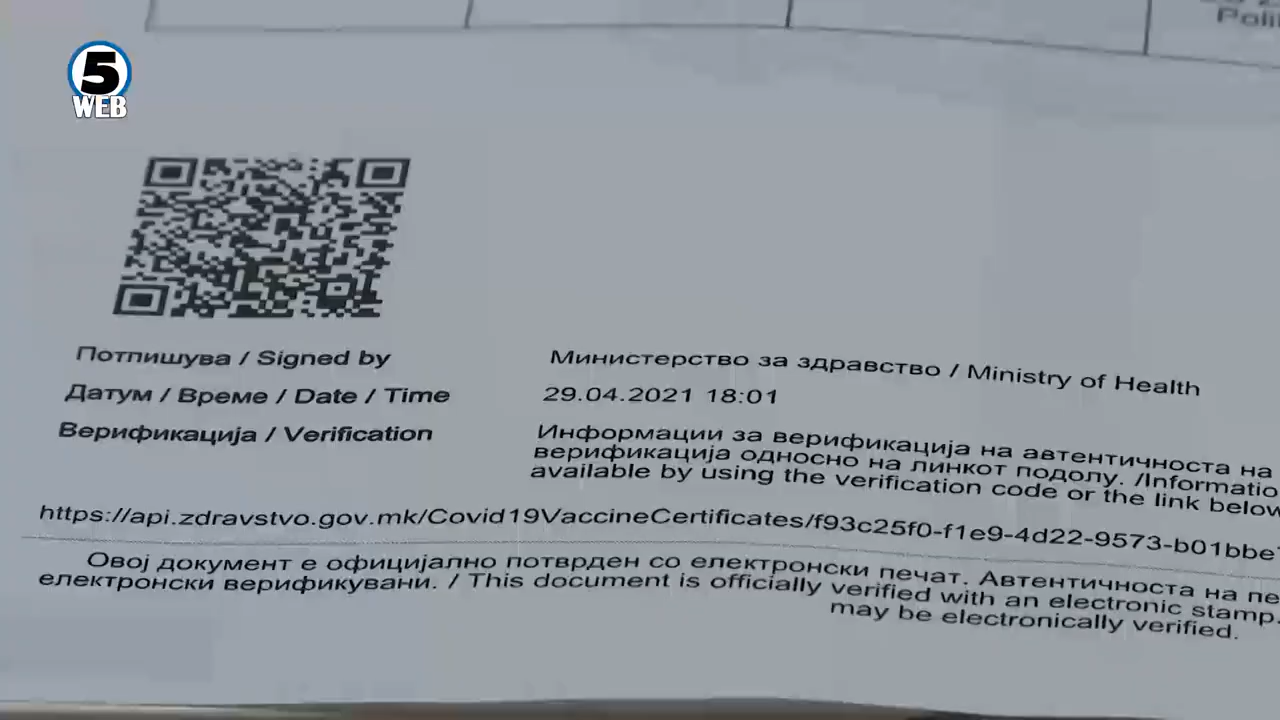 5
WEB
Потпишува / Signed by
Министерство за здравство / Ministry of Health
Датум / Време / Date / Time
29.04.2021 18:01
Верификација / Verification
Информации за верификација на автентичноста на
верификација односно на линкот подолу. /Informatio
available by using the verification code or the link below
https://api.zdravstvo.gov.mk/Covid19VaccineCertificates/f93c25f0-f1e9-4d22-9573-b01bbe
Овој документ е официјално потврден со електронски печат. Автентичноста на пе
електронски верификувани. / This document is officially verified with an electronic stamp.
may be electronically verified.